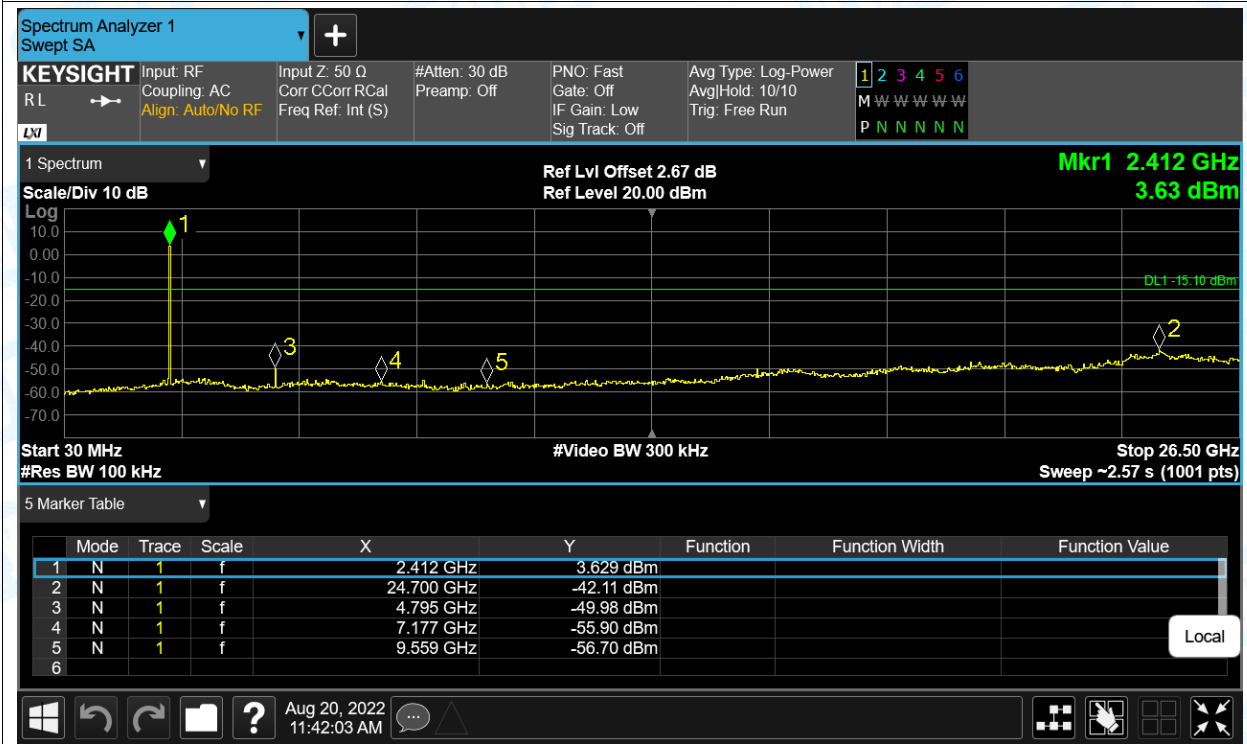 Spectrum Analyzer 1
Swept SA
KEYSIGHT
R L
LXI
Input: RF
Coupling: AC
Align: Auto/No RF
Input Z: 50 Ω
Corr CCorr RCal
Freq Ref: Int (S)
#Atten: 30 dB
Preamp: Off
PNO: Fast
Gate: Off
IF Gain: Low
Sig Track: Off
Avg Type: Log-Power
Avg|Hold: 10/10
Trig: Free Run
1 2 3 4 5 6
M W W W W W
P N N N N N
1 Spectrum
Scale/Div 10 dB
Ref Lvl Offset 2.67 dB
Ref Level 20.00 dBm
Mkr1 2.412 GHz
3.63 dBm
Log
10.0
0.00
-10.0
-20.0
-30.0
-40.0
-50.0
-60.0
-70.0
1
DL1 -15.10 dBm
2
3
4
5
Start 30 MHz
#Res BW 100 kHz
#Video BW 300 kHz
Stop 26.50 GHz
Sweep ~2.57 s (1001 pts)
5 Marker Table
Mode Trace Scale X Y Function Function Width Function Value
1 N 1 f 2.412 GHz 3.629 dBm
2 N 1 f 24.700 GHz -42.11 dBm
3 N 1 f 4.795 GHz -49.98 dBm
4 N 1 f 7.177 GHz -55.90 dBm
5 N 1 f 9.559 GHz -56.70 dBm
6
Local
?
Aug 20, 2022
11:42:03 AM